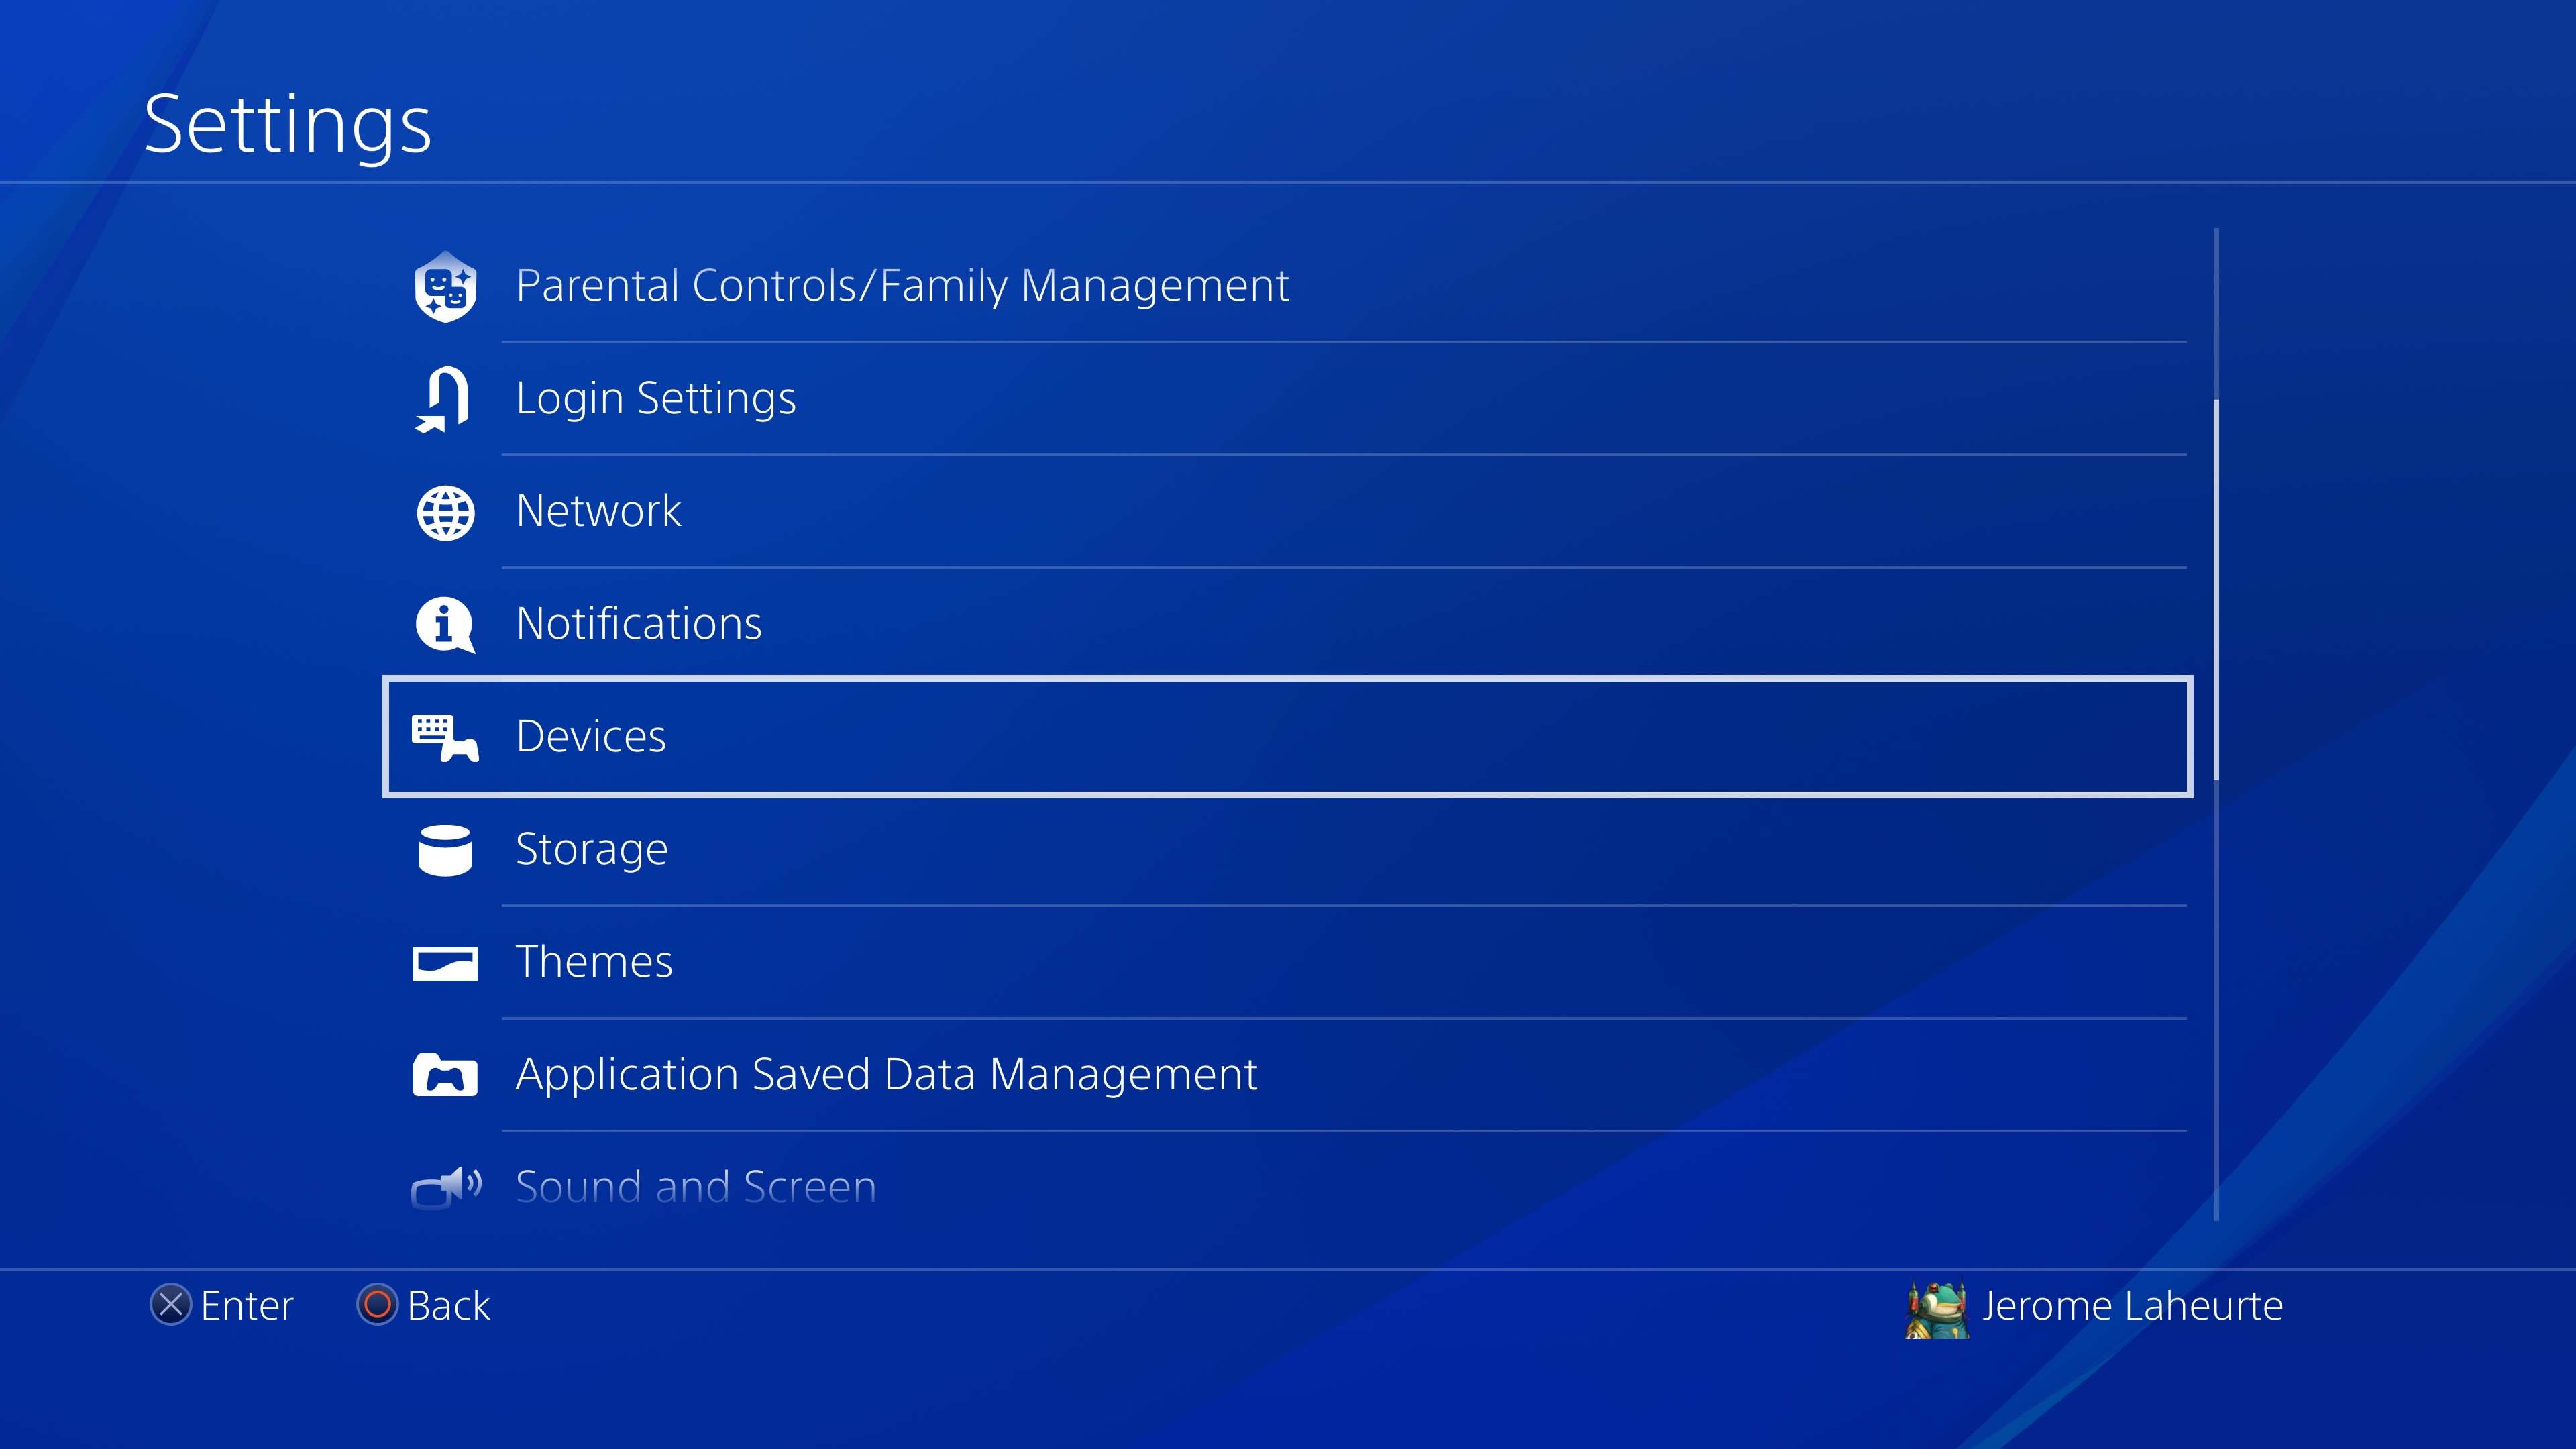 Settings
Parental Controls/Family Management
Login Settings
Network
Notifications
Devices
Storage
Themes
Application Saved Data Management
Sound and Screen
Enter
Back
Jerome Laheurte